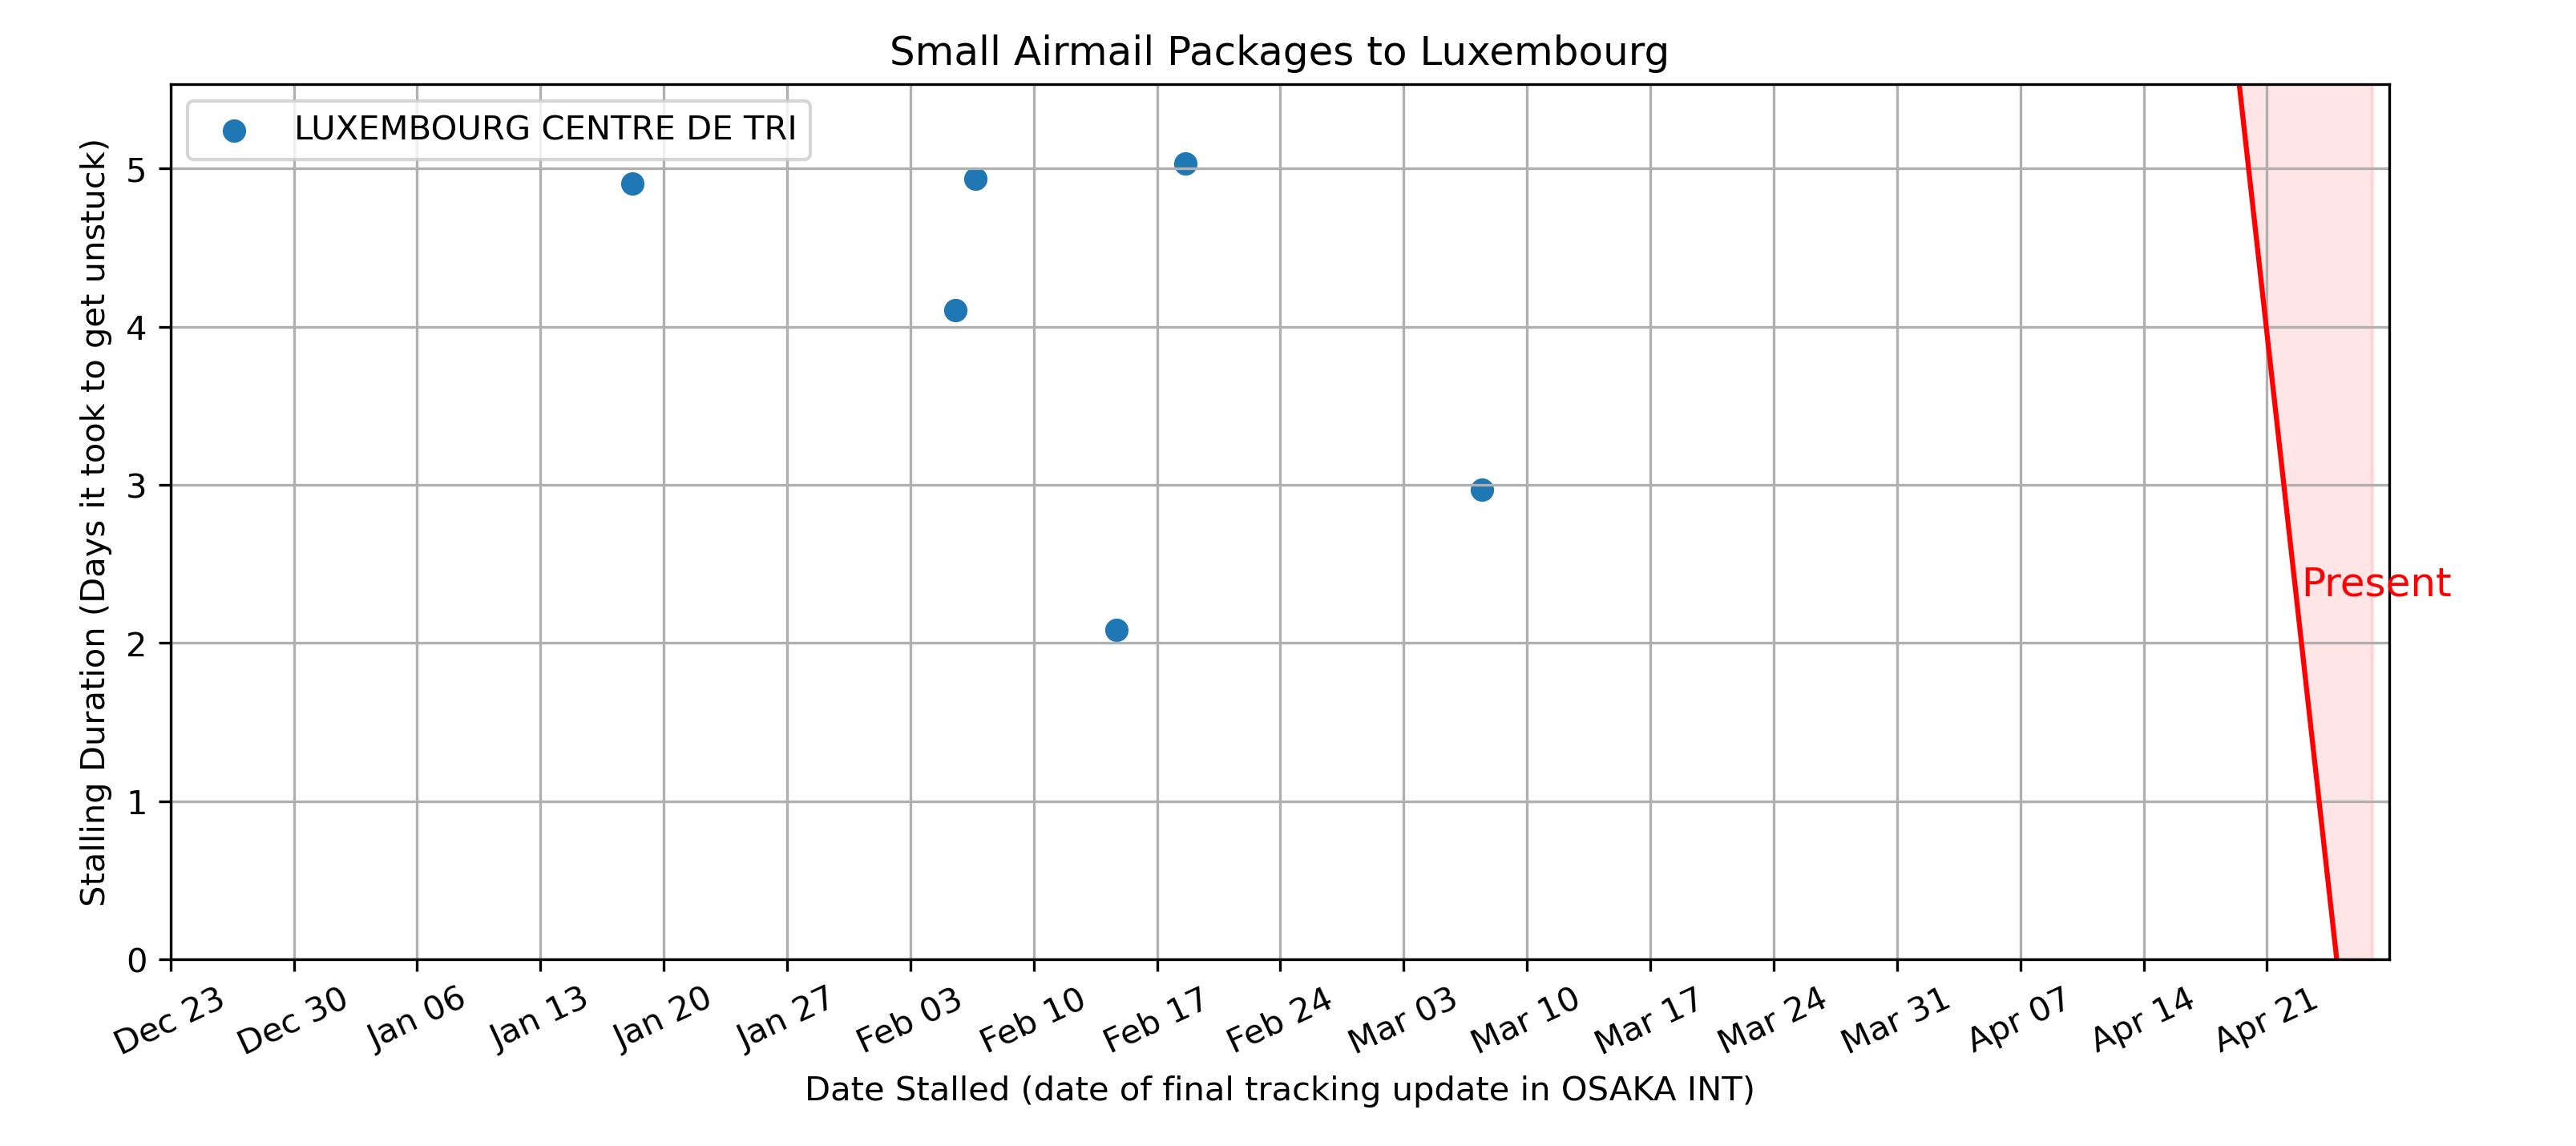 Small Airmail Packages to Luxembourg
LUXEMBOURG CENTRE DE TRI
Stalling Duration (Days it took to get unstuck)
5
4
3
2
1
0
Present
Dec 23
Dec 30
Jan 06
Jan 13
Jan 20
Jan 27
Feb 03
Feb 10
Feb 17
Feb 24
Mar 03
Mar 10
Mar 17
Mar 24
Mar 31
Apr 07
Apr 14
Apr 21
Date Stalled (date of final tracking update in OSAKA INT)